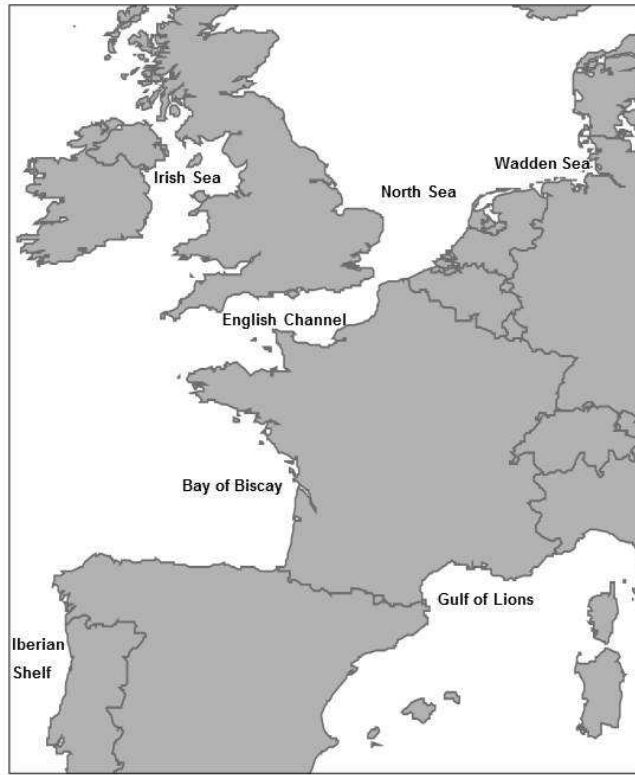 Wadden Sea
Irish Sea
North Sea
English Channel
Bay of Biscay
Gulf of Lions
Iberian
Shelf